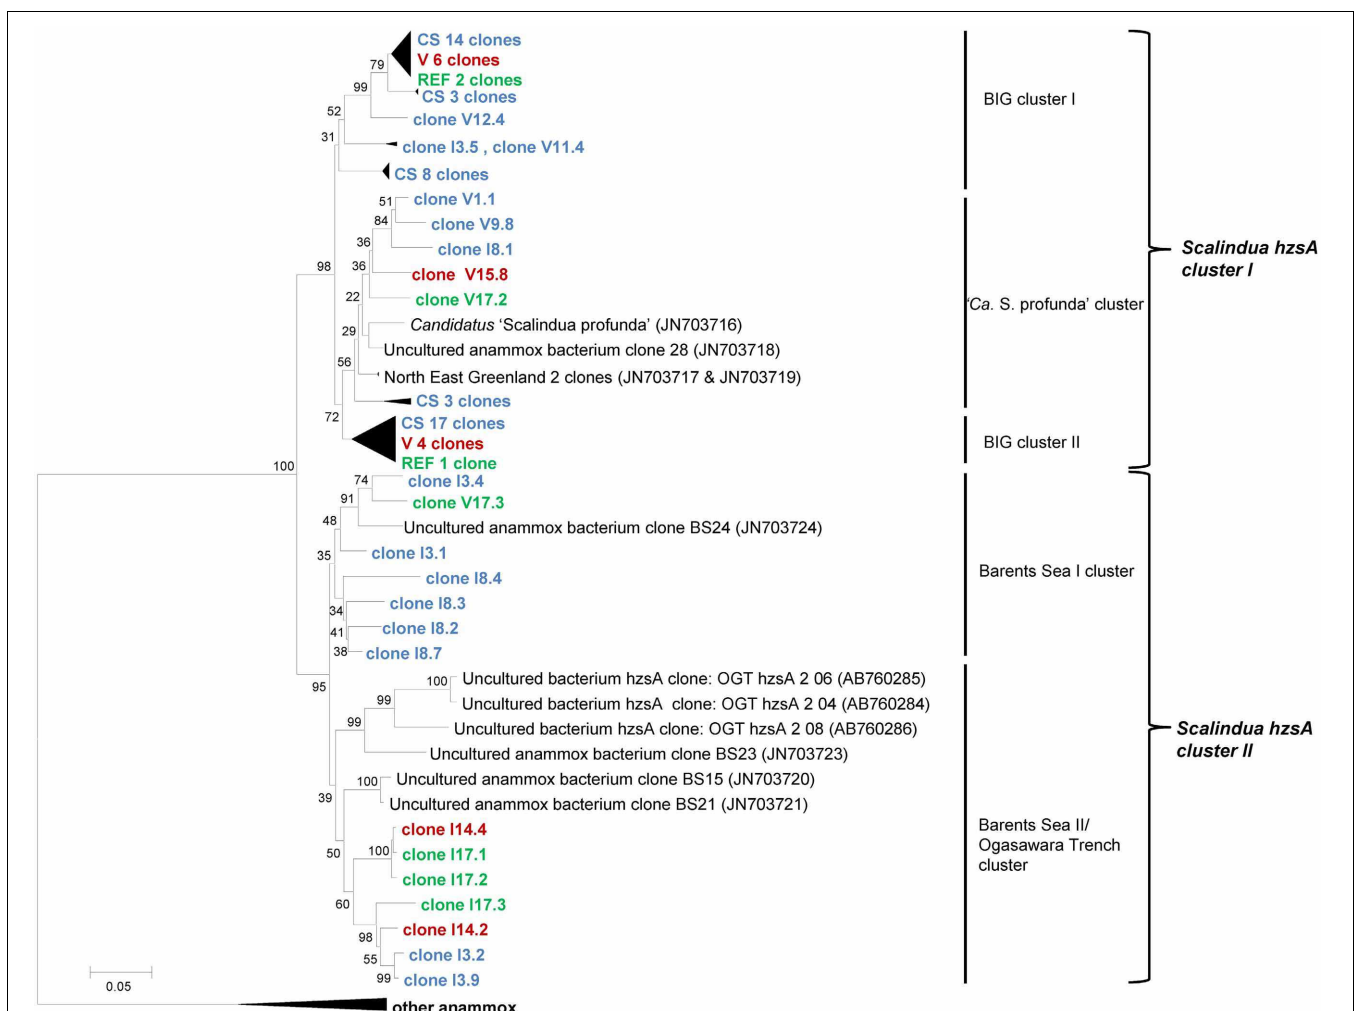 CS 14 clones
V 6 clones
REF 2 clones
79
CS 3 clones
99
BIG cluster I
clone V12.4
52
31
clone I3.5 , clone V11.4
CS 8 clones
clone V1.1
51
84
clone V9.8
36
clone I8.1
Scalindua hzsA
cluster I
98
36
clone  V15.8
22
clone V17.2
'Ca. S. profunda' cluster
29
Candidatus 'Scalindua profunda' (JN703716)
Uncultured anammox bacterium clone 28 (JN703718)
56
North East Greenland 2 clones (JN703717 & JN703719)
CS 3 clones
72
CS 17 clones
V 4 clones
REF 1 clone
BIG cluster II
100
74
clone I3.4
91
clone V17.3
48
Uncultured anammox bacterium clone BS24 (JN703724)
35
clone I3.1
Barents Sea I cluster
clone I8.4
34
clone I8.3
41
clone I8.2
38
clone I8.7
95
100
Uncultured bacterium hzsA clone: OGT hzsA 2 06 (AB760285)
99
Uncultured bacterium hzsA  clone: OGT hzsA 2 04 (AB760284)
99
Uncultured bacterium hzsA clone: OGT hzsA 2 08 (AB760286)
Scalindua hzsA
cluster II
Uncultured anammox bacterium clone BS23 (JN703723)
100
Uncultured anammox bacterium clone BS15 (JN703720)
39
Uncultured anammox bacterium clone BS21 (JN703721)
Barents Sea II/
Ogasawara Trench
cluster
clone I14.4
50
100
clone I17.1
clone I17.2
60
clone I17.3
98
clone I14.2
55
clone I3.2
99
clone I3.9
0.05
other anammox